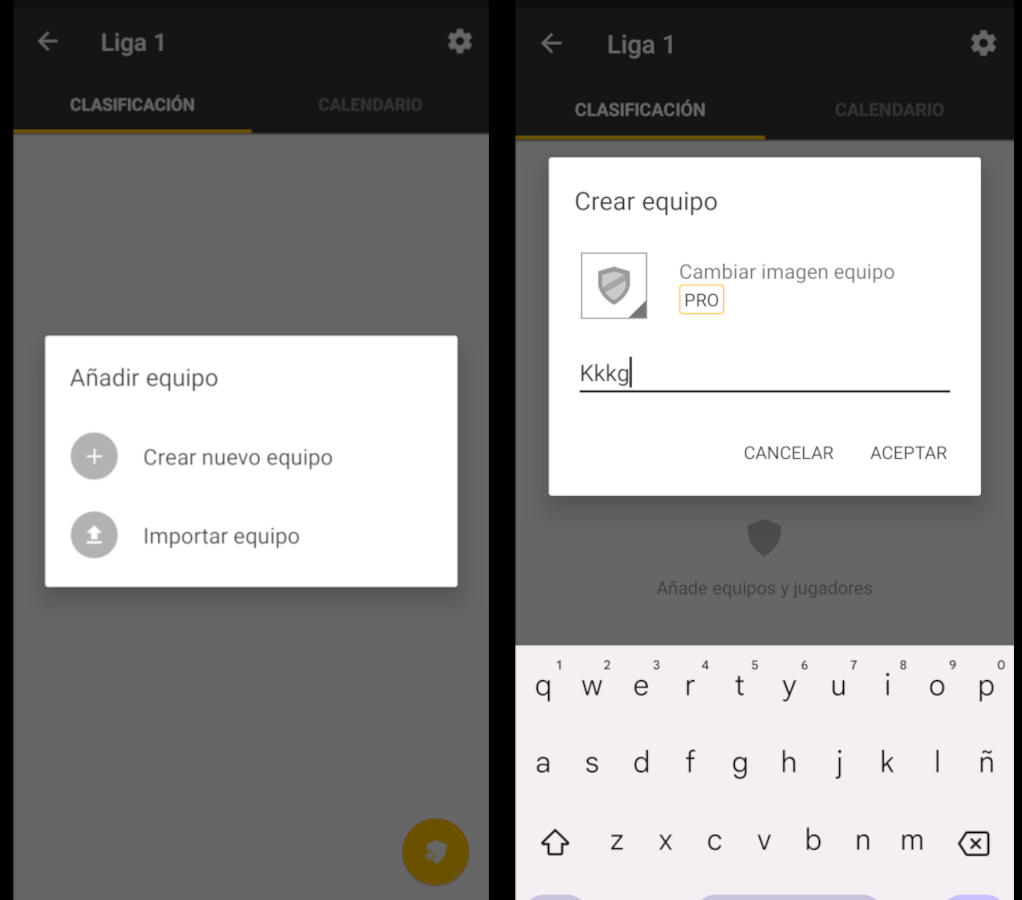 Liga 1
CLASIFICACIÓN CALENDARIO
Añadir equipo
Crear nuevo equipo
Importar equipo
Liga 1
CLASIFICACIÓN CALENDARIO
Crear equipo
Cambiar imagen equipo
PRO
Kkkg
CANCELAR ACEPTAR
Añade equipos y jugadores
1 2 3 4 5 6 7 8 9 0
q w e r t y u i o p
a s d f g h j k l ñ
z x c v b n m